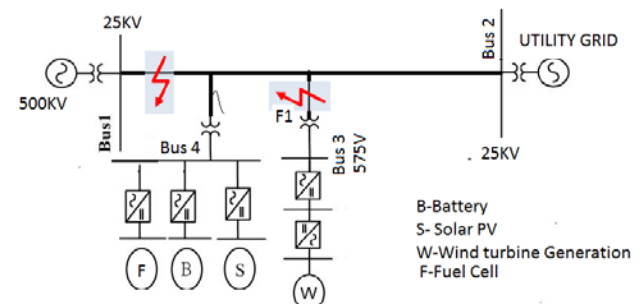 25KV
Bus 2
UTILITY GRID
500KV
F1
Bus1
Bus 4
Bus 3
575V
25KV
B-Battery
S- Solar PV
W-Wind turbine Generation
F-Fuel Cell
F
B
S
W